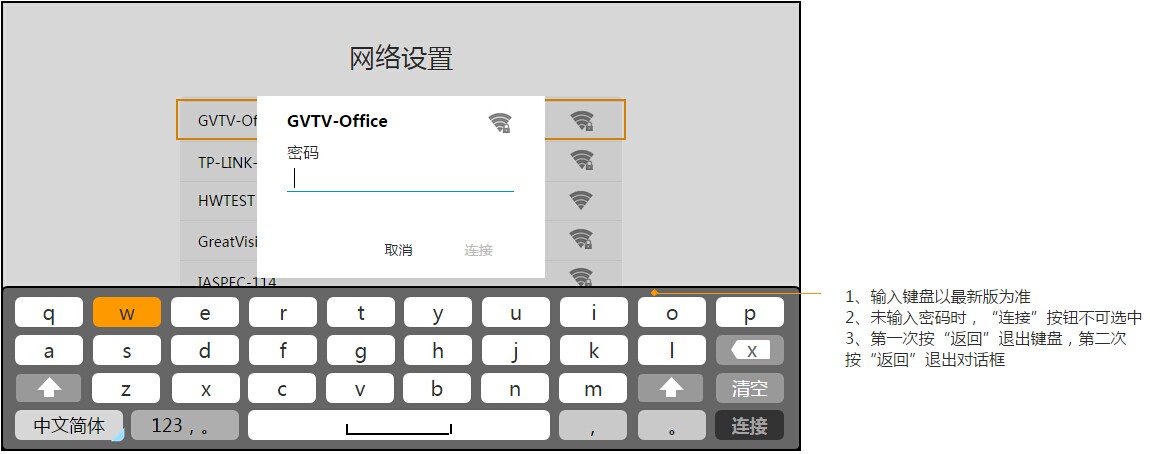 网络设置
GVTV-Of
GVTV-Office
密码
TP-LINK-
HWTEST
GreatVisi
取消 连接
IASPEC-114
q w e r t y u i o p
a s d f g h j k l x
z x c v b n m 清空
中文简体 123，。 ， 。 连接
1、输入键盘以最新版为准
2、未输入密码时，“连接”按钮不可选中
3、第一次按“返回”退出键盘，第二次
按“返回”退出对话框